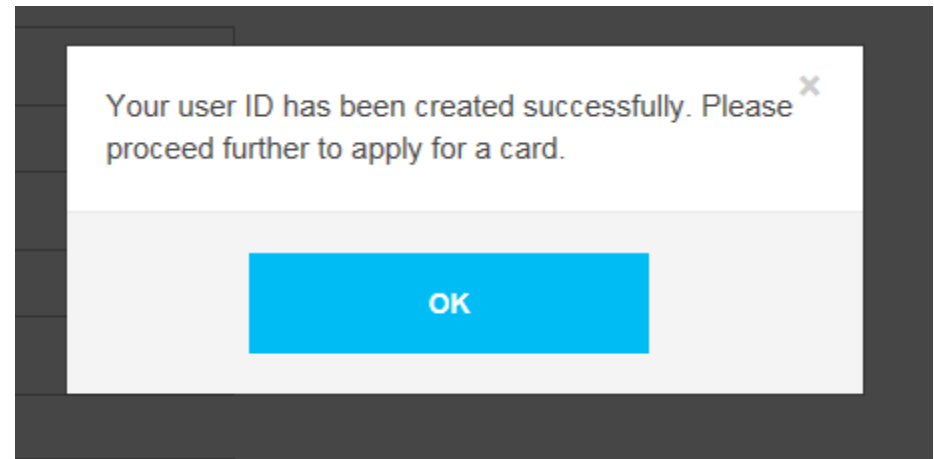 Your user ID has been created successfully. Please
proceed further to apply for a card.
OK